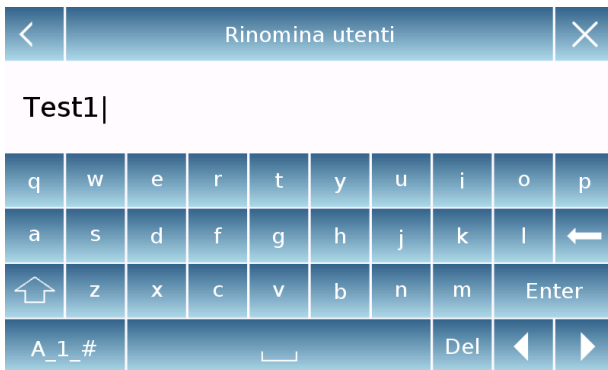 Rinomina utenti
Test1|
q w e r t y u i o p
a s d f g h j k l
z x c v b n m Enter
A_1_# Del